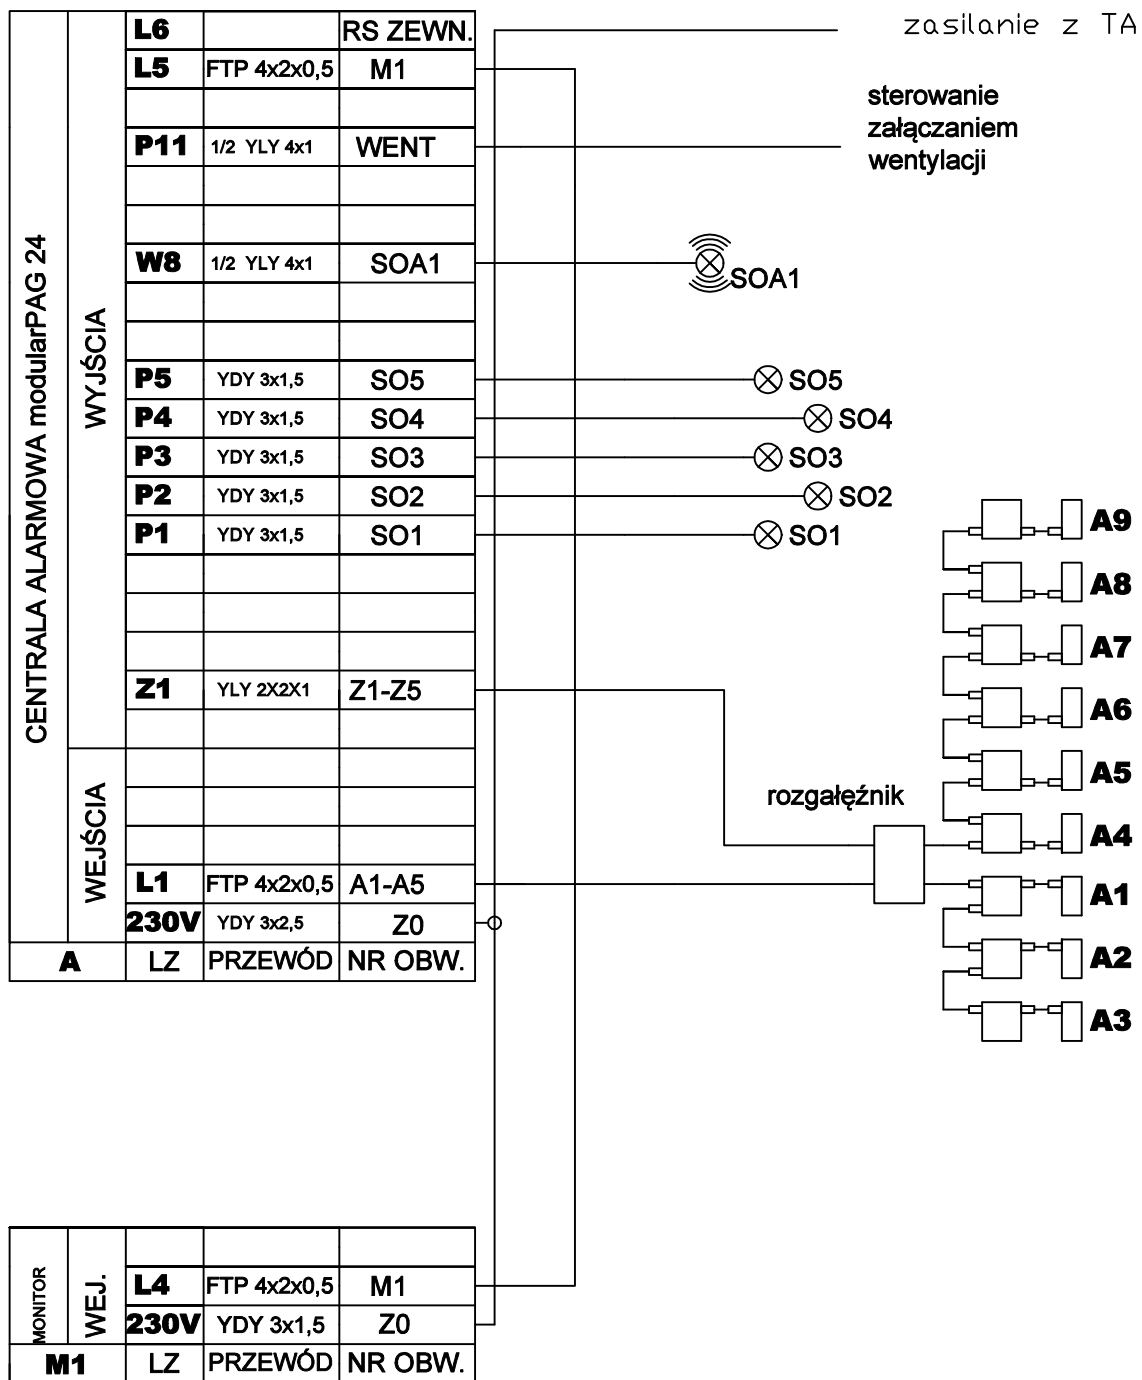 L6 RS ZEWN.
zasilanie z TA
L5 FTP 4x2x0,5 M1
sterowanie
załączaniem
wentylacji
P11 1/2 YLY 4x1 WENT
W8 1/2 YLY 4x1 SOA1
SOA1
CENTRALA ALARMOWA modularPAG 24
WYJŚCIA
P5 YDY 3x1,5 SO5
SO5
P4 YDY 3x1,5 SO4
SO4
P3 YDY 3x1,5 SO3
SO3
P2 YDY 3x1,5 SO2
SO2
P1 YDY 3x1,5 SO1
SO1
A9
A8
A7
Z1 YLY 2X2X1 Z1-Z5
A6
A5
WEJŚCIA
rozgałęźnik
A4
L1 FTP 4x2x0,5 A1-A5
A1
230V YDY 3x2,5 Z0
A LZ PRZEWÓD NR OBW.
A2
A3
MONITOR
WEJ.
L4 FTP 4x2x0,5 M1
230V YDY 3x1,5 Z0
M1 LZ PRZEWÓD NR OBW.